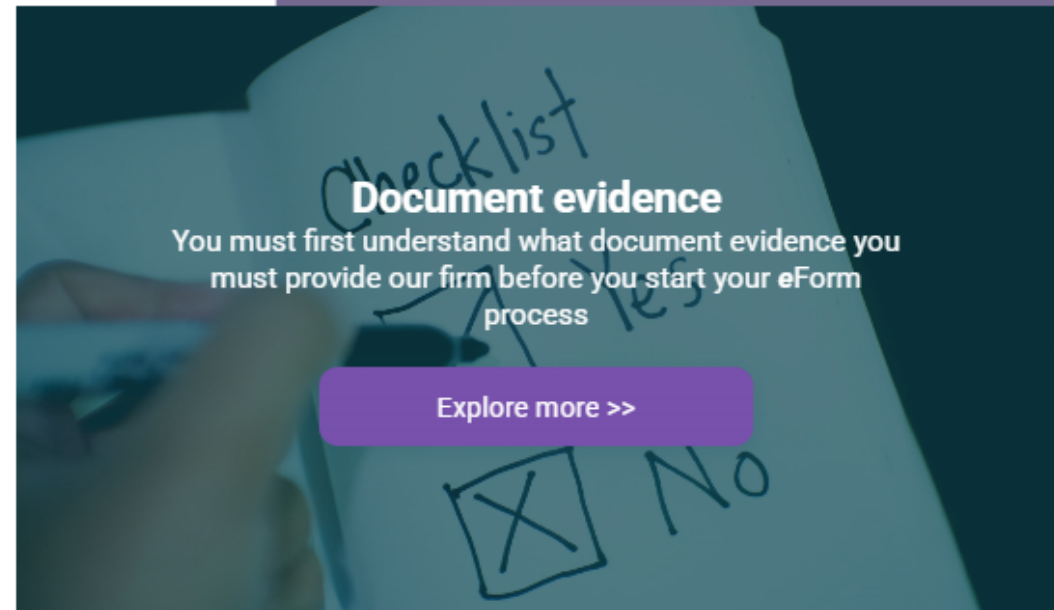 Checklist
Document evidence
You must first understand what document evidence you
must provide our firm before you start your eForm
Yes
process
Explore more >>
No